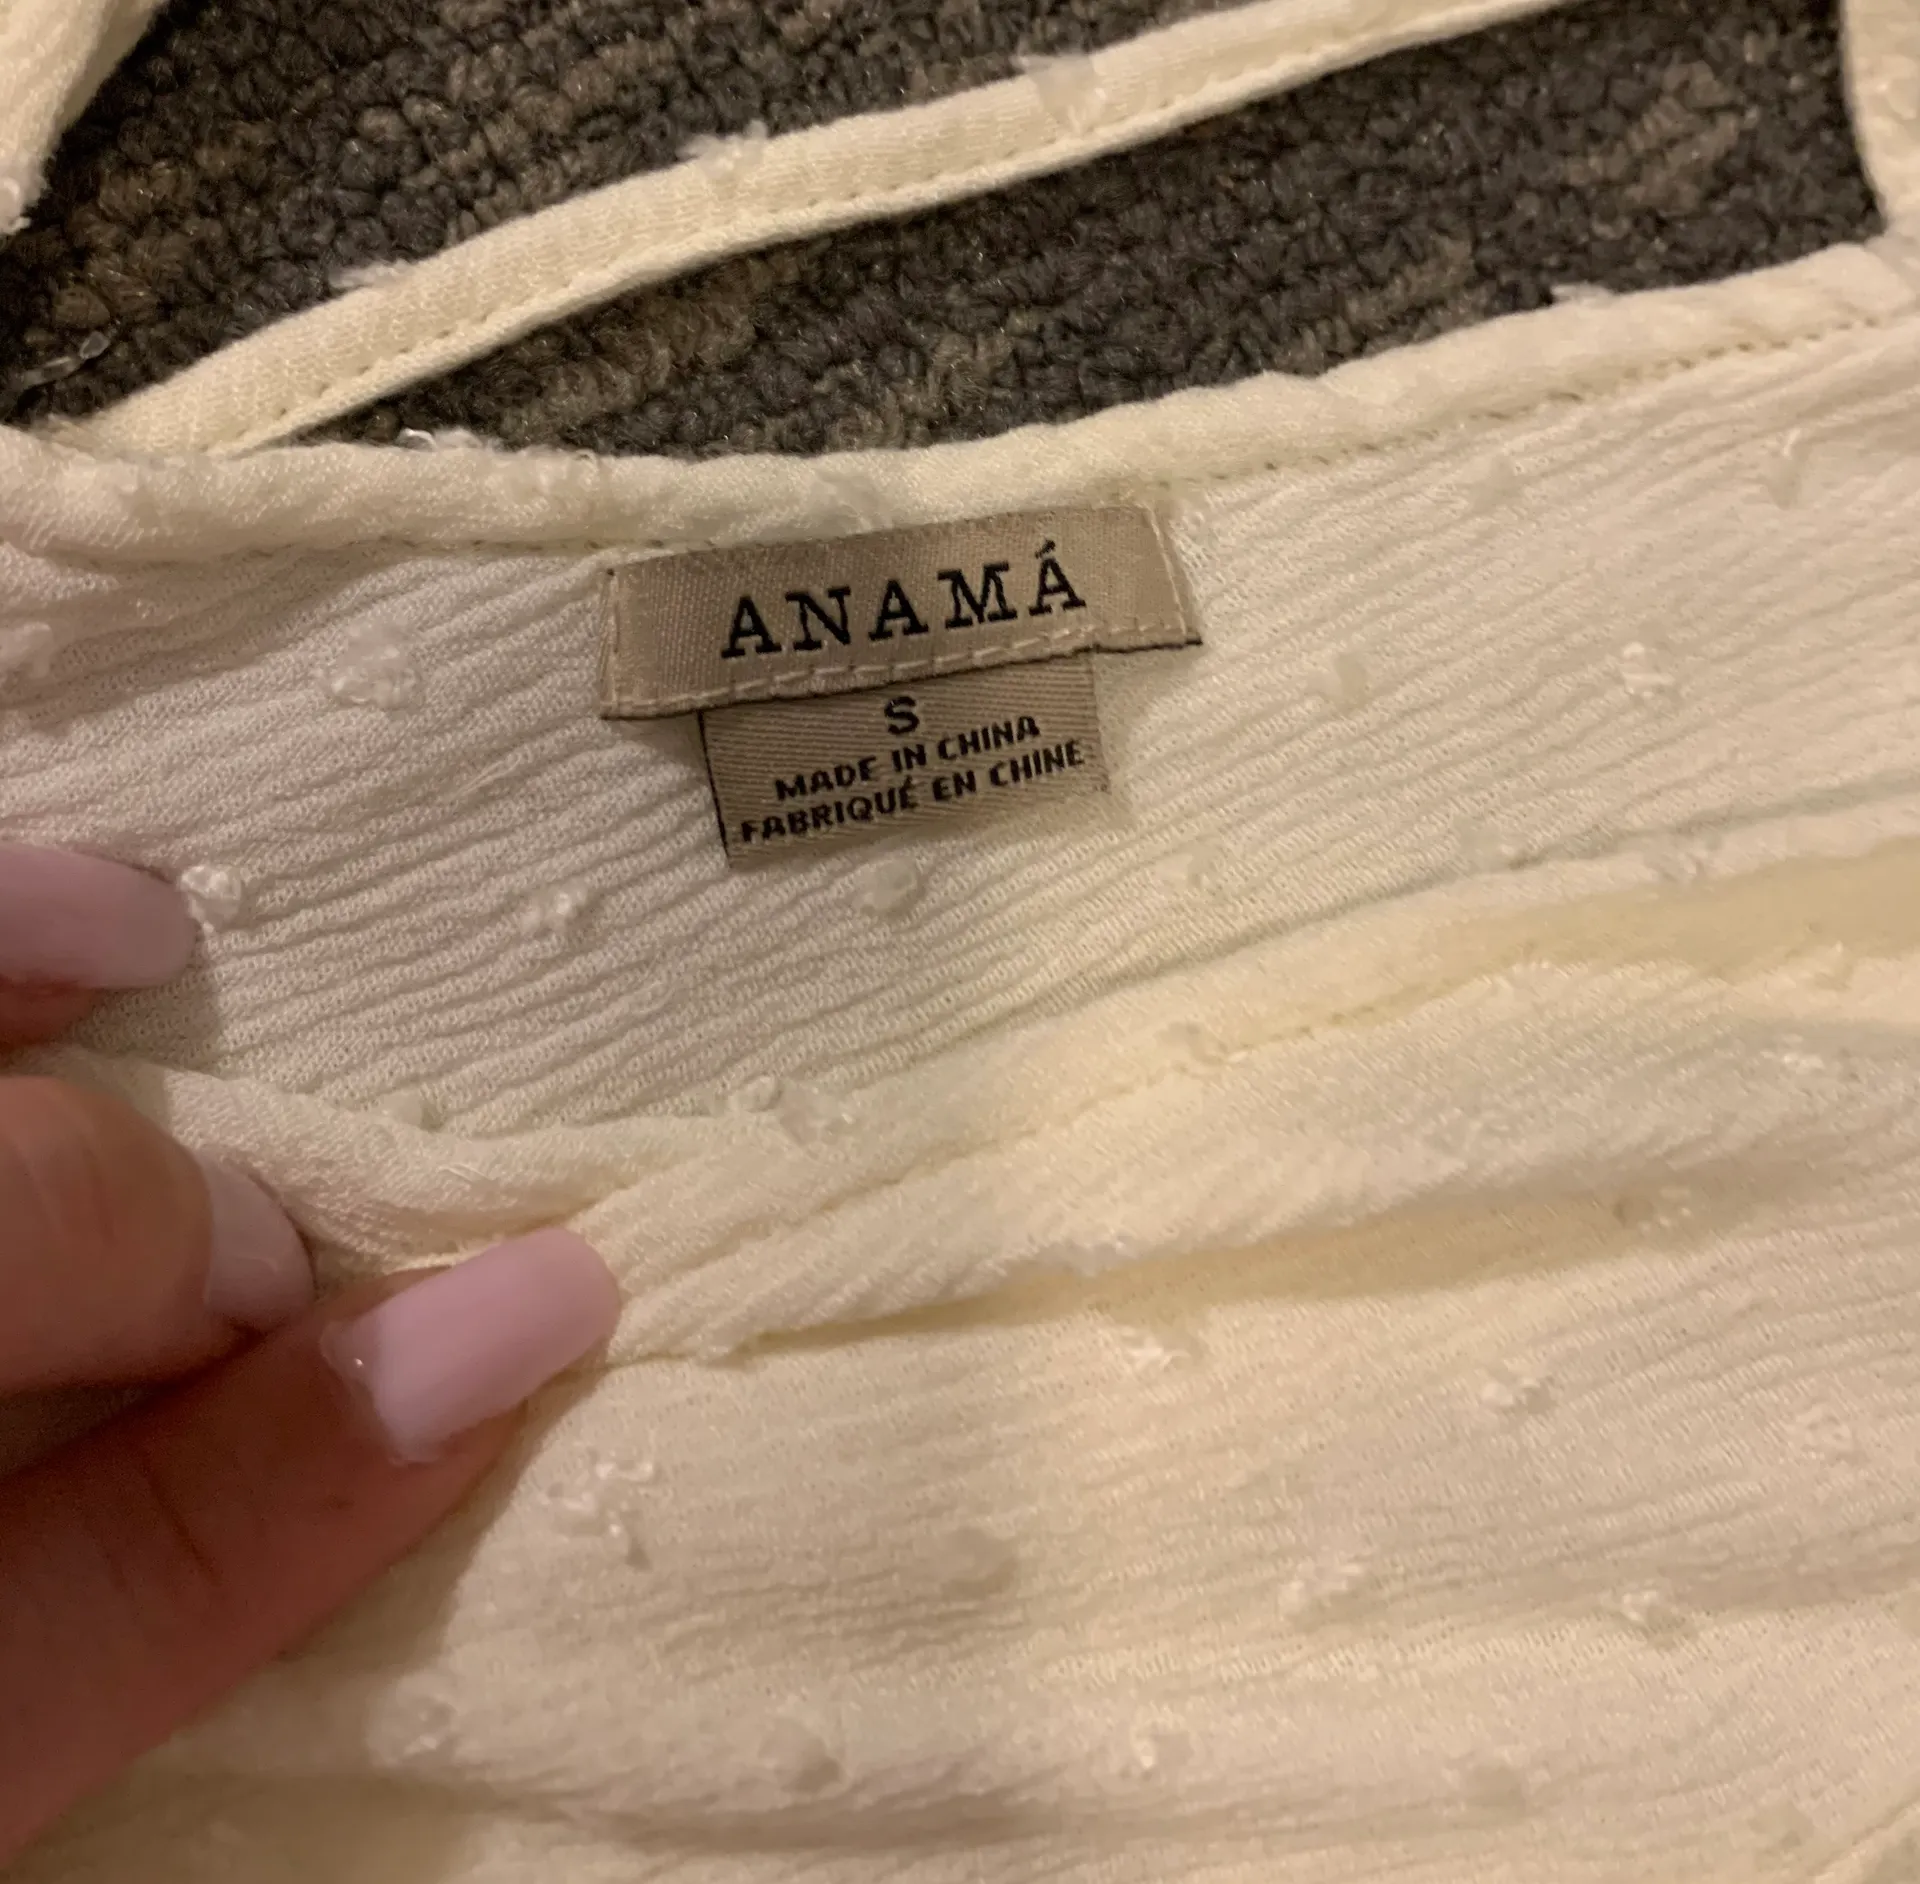 ANAMÁ
S
MADE IN CHINA
FABRIQUÉ EN CHINE